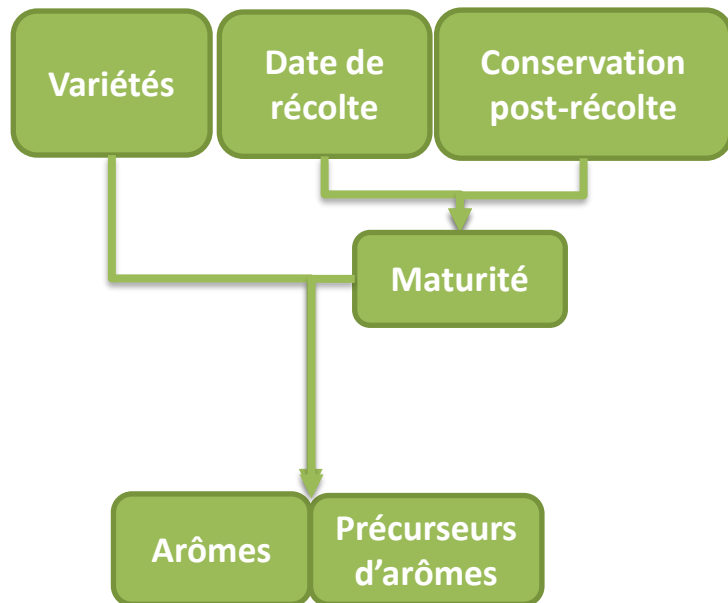 Variétés
Date de
récolte
Conservation
post-récolte
Maturité
Arômes
Précurseurs
d'arômes